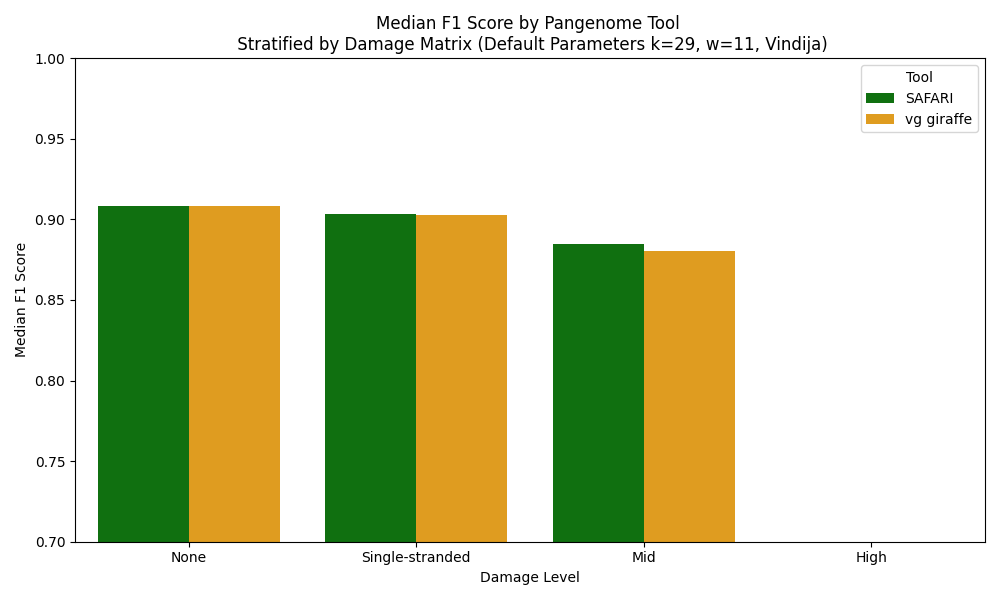 Median F1 Score by Pangenome Tool
Stratified by Damage Matrix (Default Parameters k=29, w=11, Vindija)
1.00
0.95
0.90
0.85
0.80
0.75
0.70
Median F1 Score
Tool
SAFARI
vg giraffe
None
Single-stranded
Mid
High
Damage Level